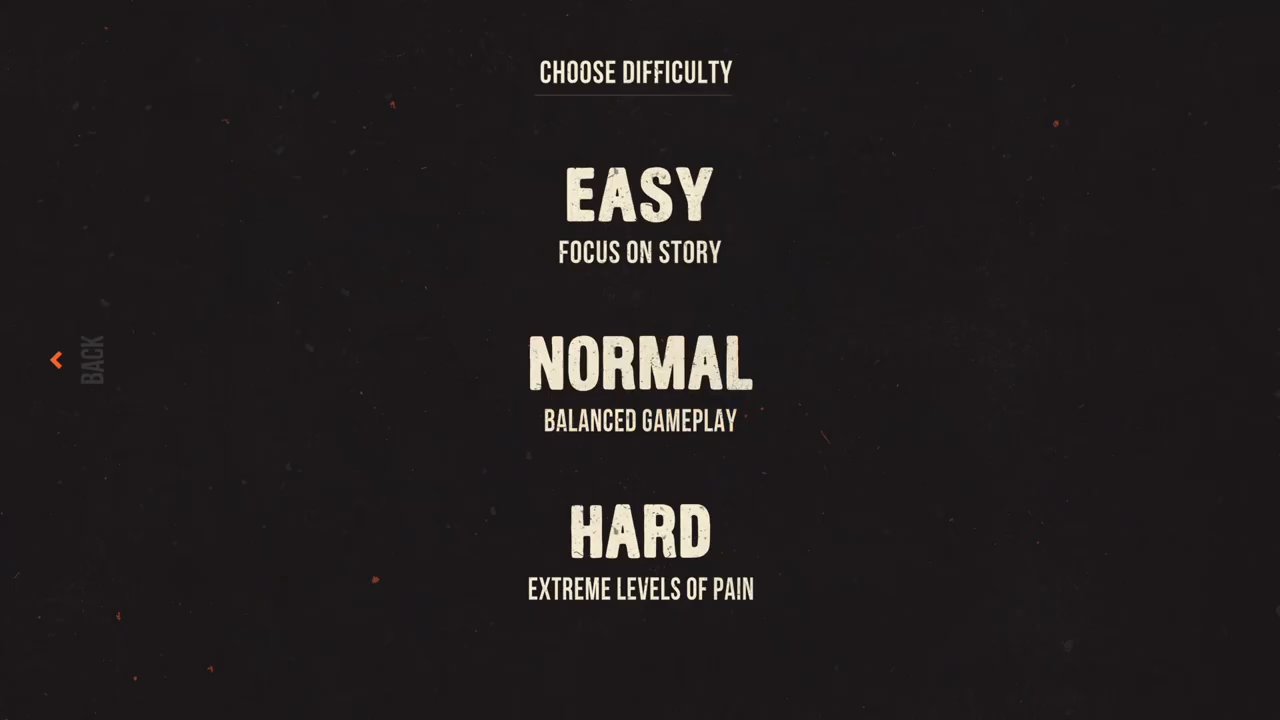 CHOOSE DIFFICULTY
EASY
FOCUS ON STORY
NORMAL
BALANCED GAMEPLAY
HARD
EXTREME LEVELS OF PAIN
BACK